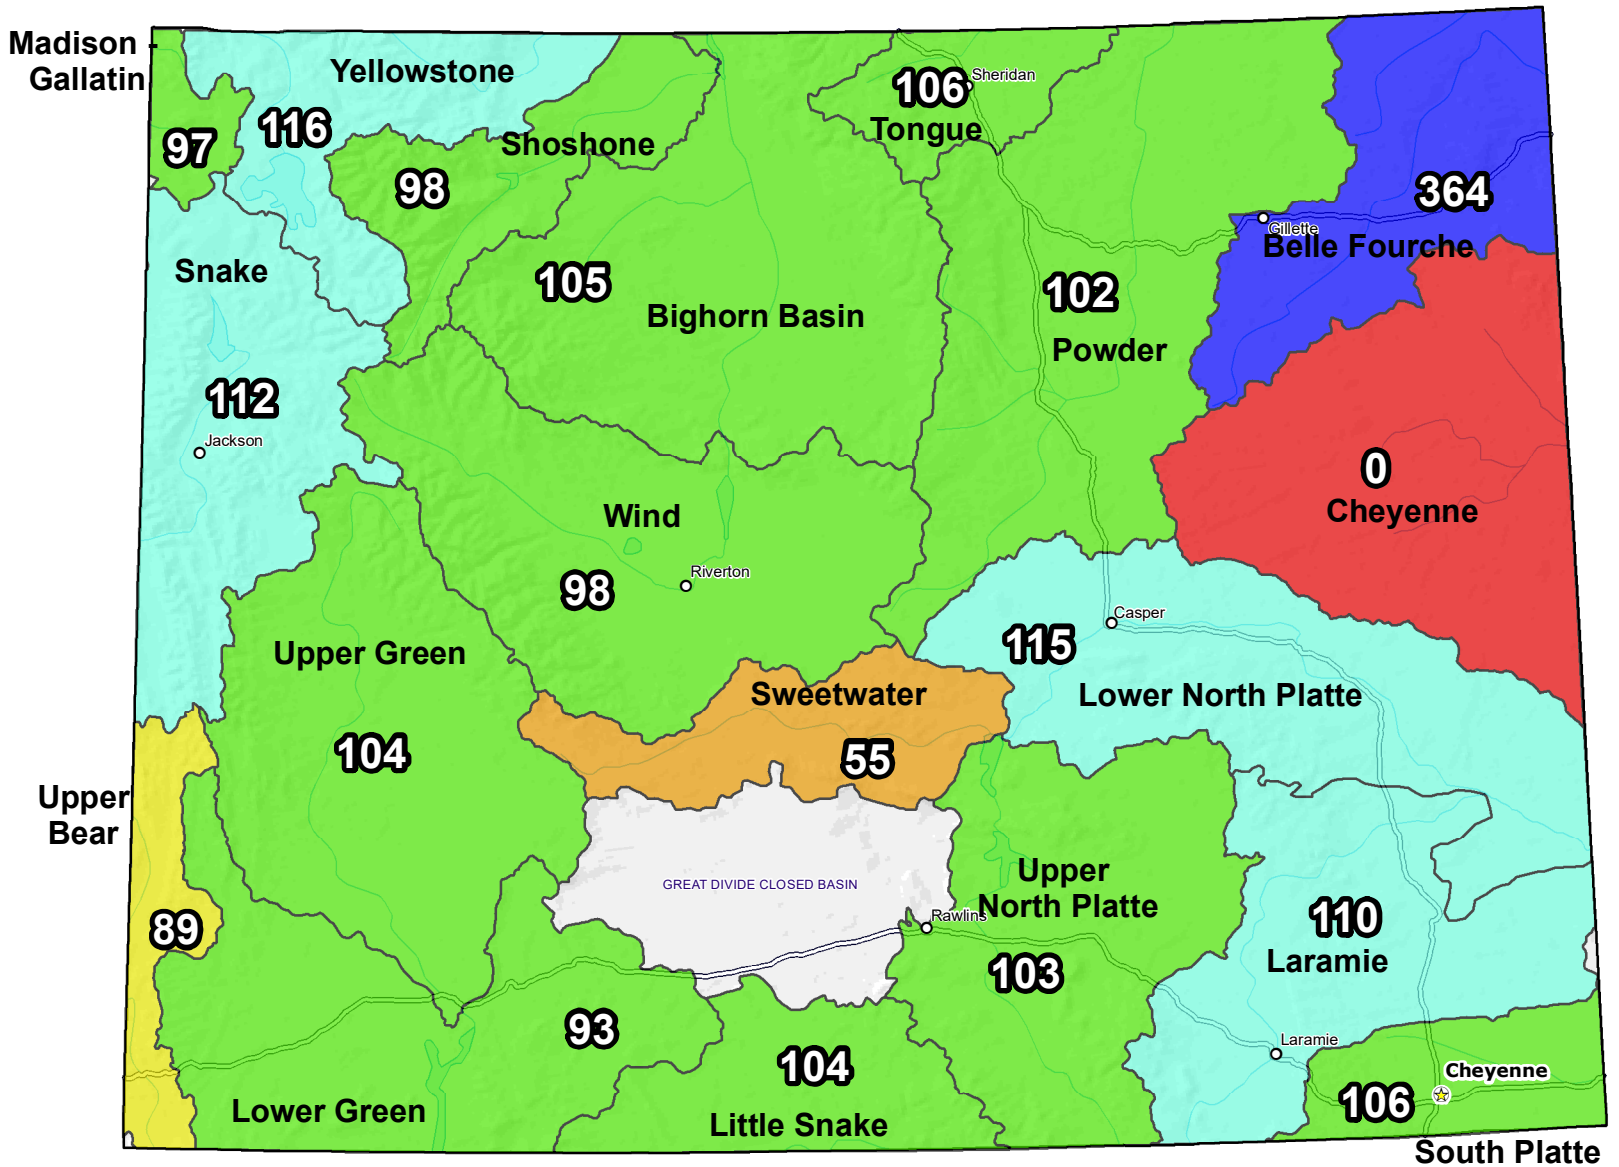 Madison
Gallatin
Yellowstone
106
Sheridan
Tongue
97
116
Shoshone
98
364
Gillette
Belle Fourche
Snake
105
102
Bighorn Basin
Powder
112
Jackson
0
Cheyenne
Wind
98
Riverton
Casper
115
Upper Green
Sweetwater
Lower North Platte
104
55
Upper
Bear
GREAT DIVIDE CLOSED BASIN
Upper
North Platte
Rawlins
89
110
Laramie
103
93
104
Laramie
Cheyenne
106
Lower Green
Little Snake
South Platte